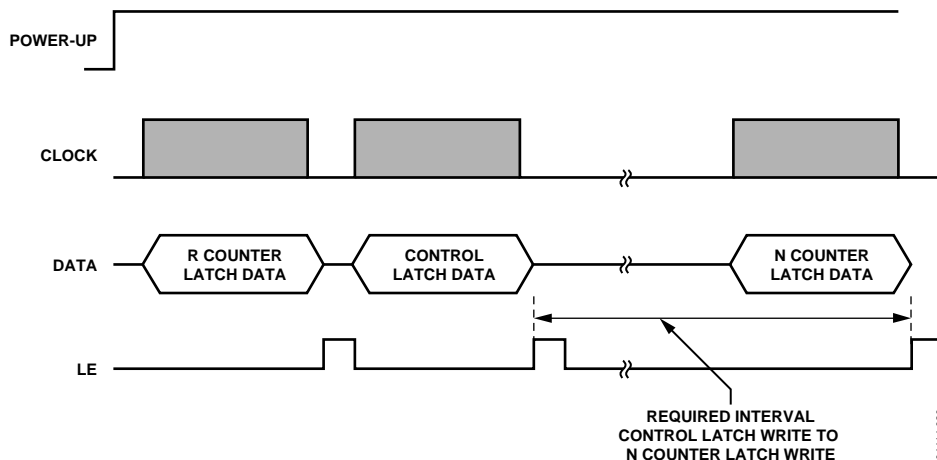 POWER-UP
CLOCK
DATA
R COUNTER
LATCH DATA
CONTROL
LATCH DATA
N COUNTER
LATCH DATA
LE
REQUIRED INTERVAL
CONTROL LATCH WRITE TO
N COUNTER LATCH WRITE